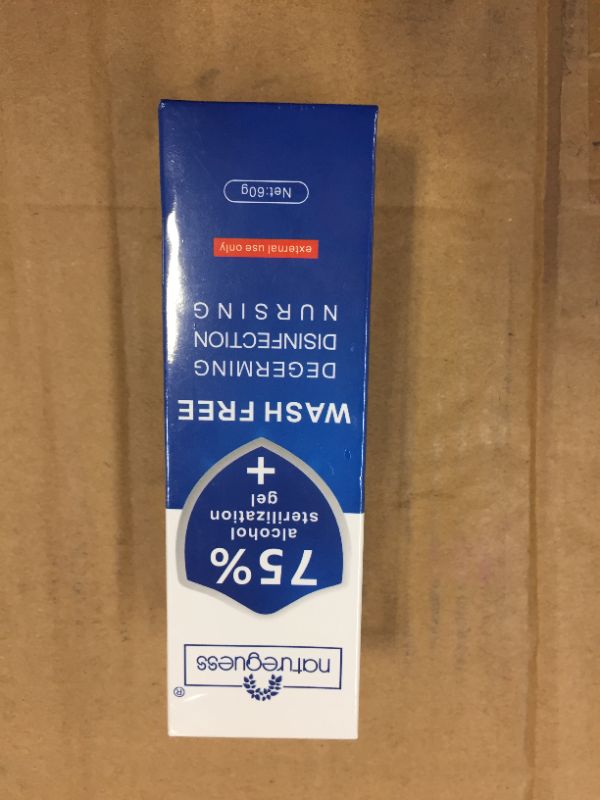 natureguess
®
75%
alcohol
sterilization
gel
+
WASH FREE
DEGERMING
DISINFECTION
NURSING
external use only
Net:60g